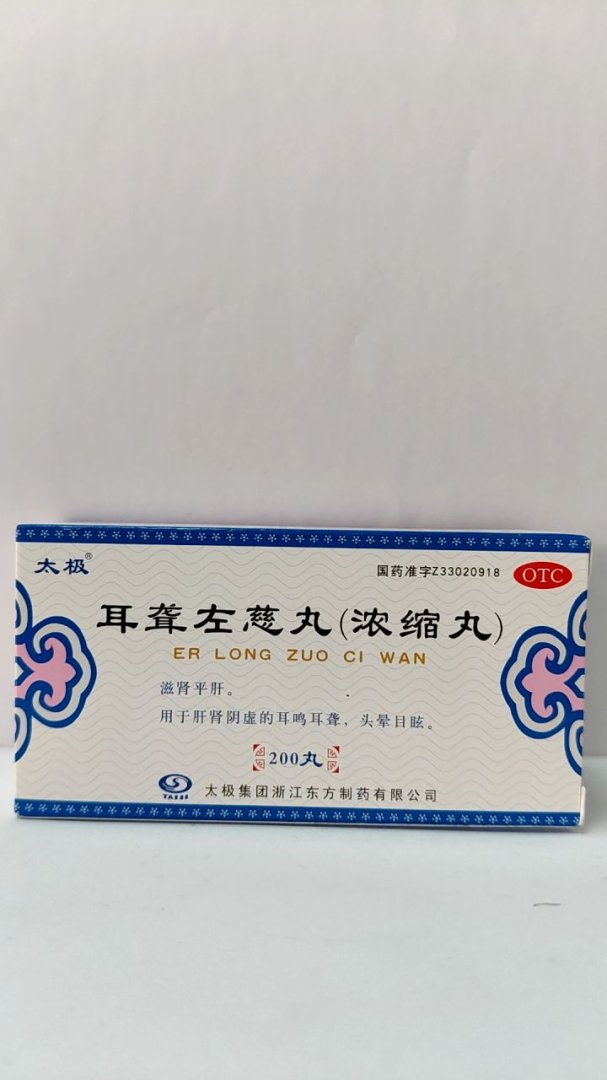 太极®
国药准字Z33020918
OTC
耳聋左慈丸(浓缩丸)
ER LONG ZUO CI WAN
滋肾平肝。
用于肝肾阴虚的耳鸣耳聋，头晕目眩。
200丸
TAIJI
太极集团浙江东方制药有限公司